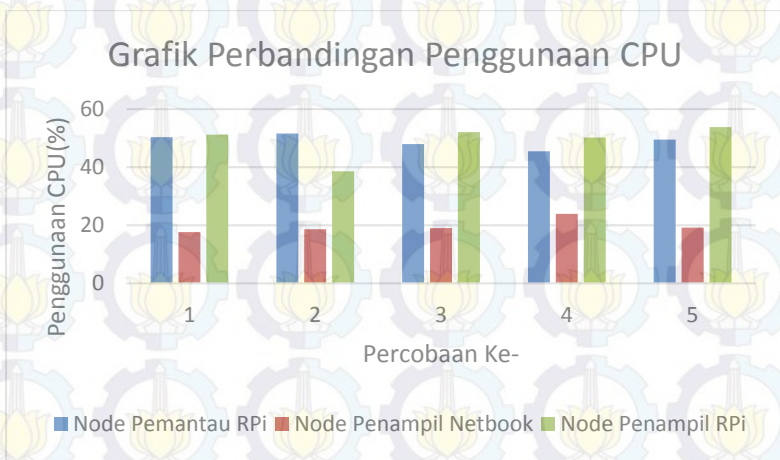 Grafik Perbandingan Penggunaan CPU
Penggunaan CPU(%)
60
40
20
0
1 2 3 4 5
Percobaan Ke-
Node Pemantau RPi Node Penampil Netbook Node Penampil RPi